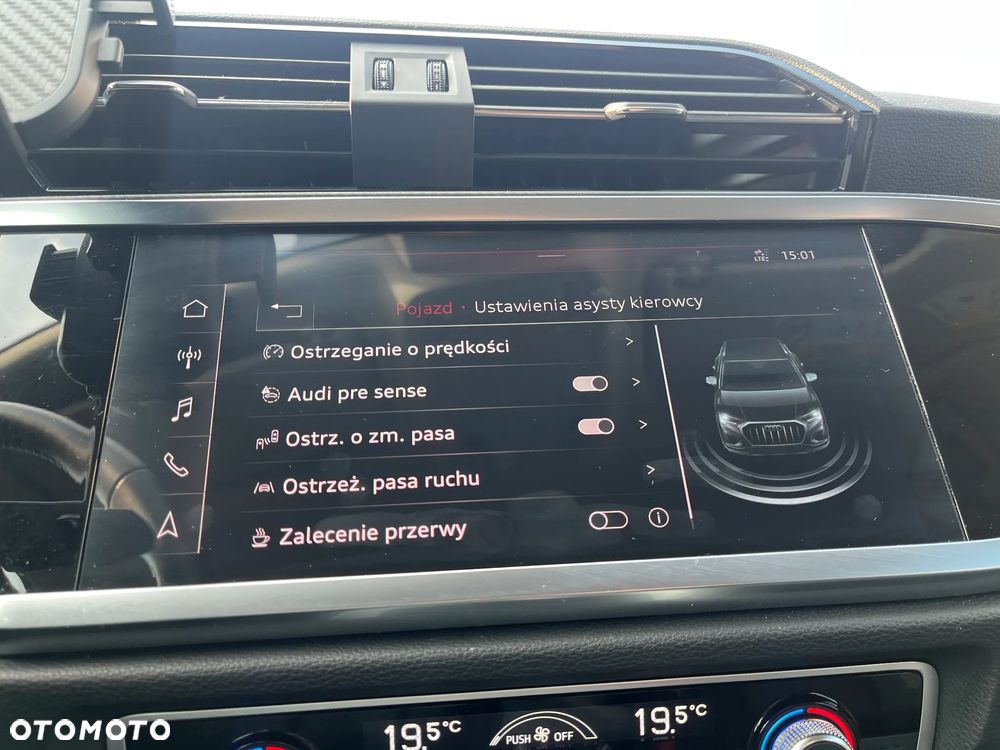 LTE
15:01
Pojazd · Ustawienia asysty kierowcy
Ostrzeganie o prędkości
Audi pre sense
Ostrz. o zm. pasa
Ostrzeż. pasa ruchu
Zalecenie przerwy
19.5°C
PUSH OFF
19.5°C
OTOMOTO